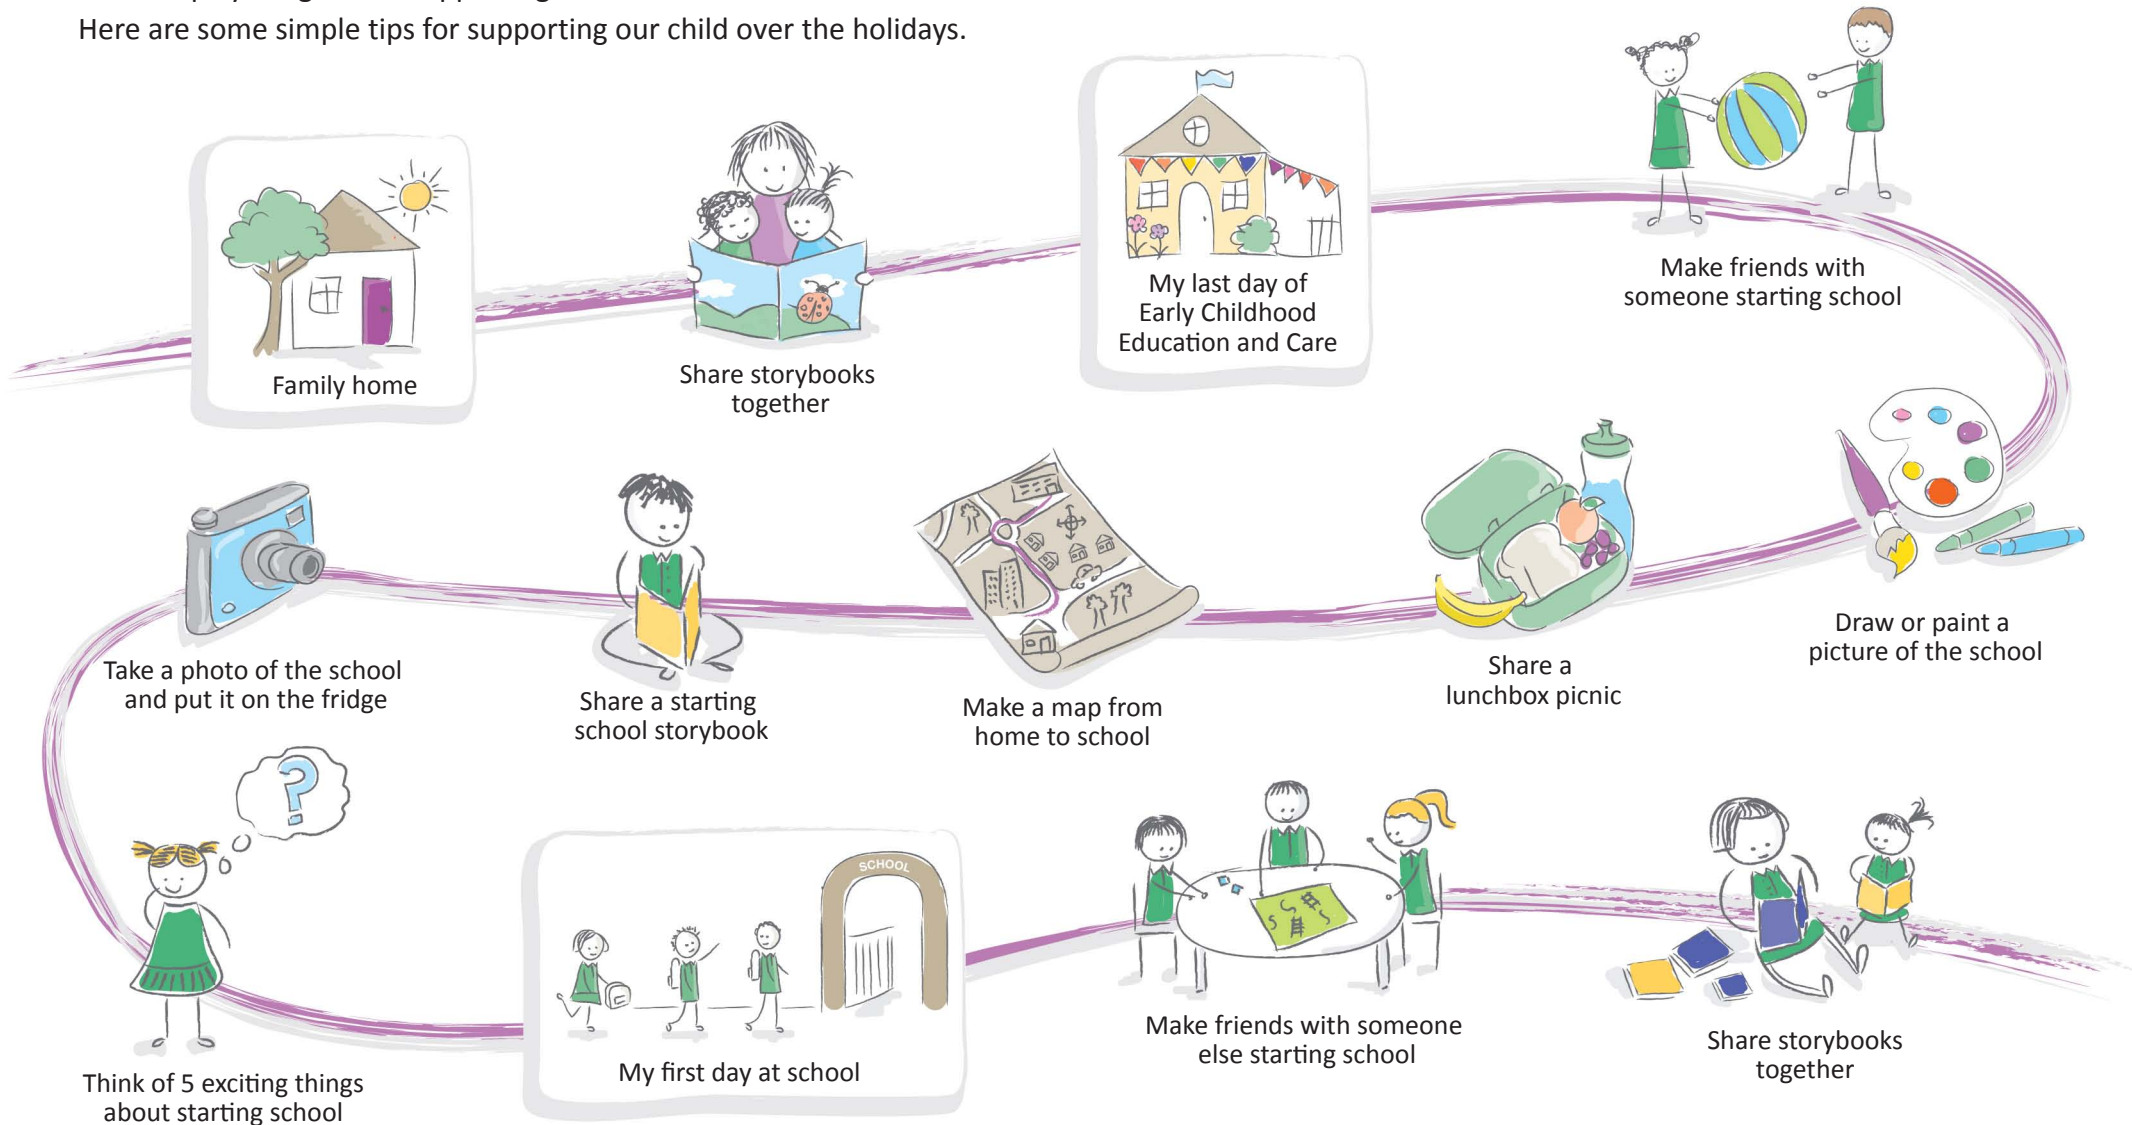 Here are some simple tips for supporting our child over the holidays.
Family home
Share storybooks
together
My last day of
Early Childhood
Education and Care
Make friends with
someone starting school
Draw or paint a
picture of the school
Share a
lunchbox picnic
Make a map from
home to school
Share a starting
school storybook
Take a photo of the school
and put it on the fridge
?
Think of 5 exciting things
about starting school
SCHOOL
My first day at school
Make friends with someone
else starting school
Share storybooks
together